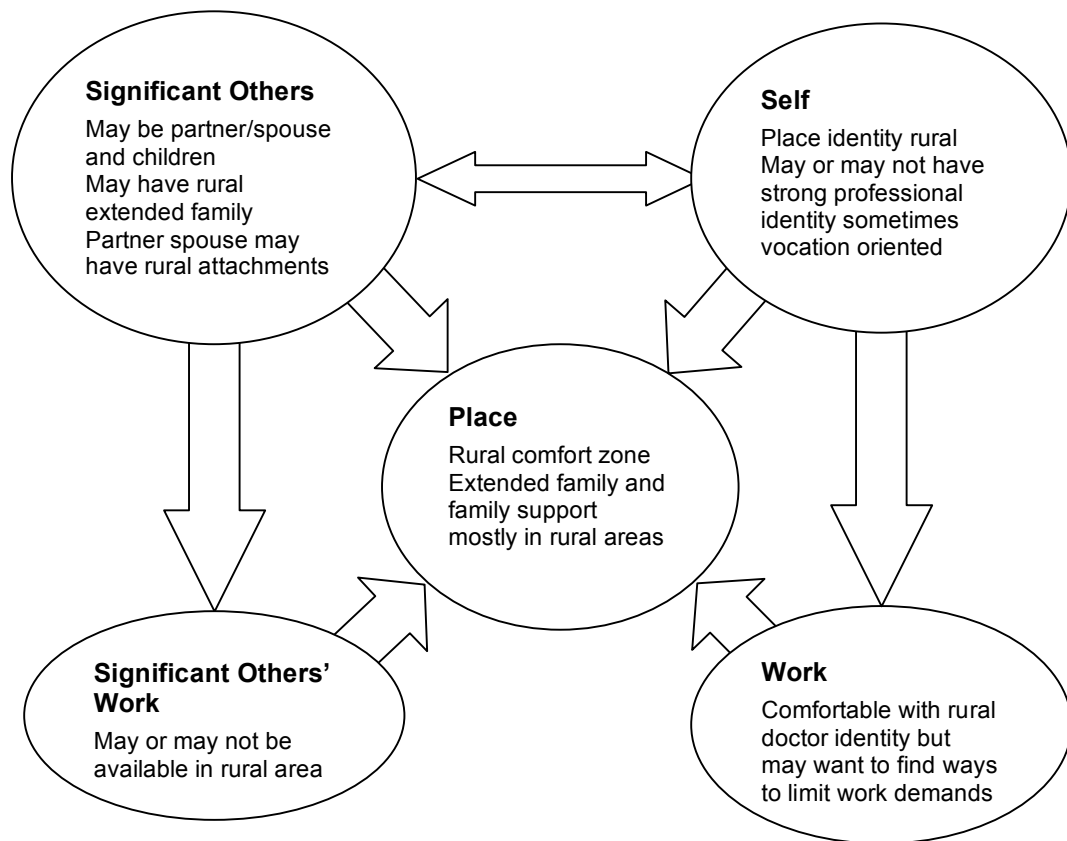 Significant Others
May be partner/spouse
and children
May have rural
extended family
Partner spouse may
have rural attachments
Self
Place identity rural
May or may not have
strong professional
identity sometimes
vocation oriented
Place
Rural comfort zone
Extended family and
family support
mostly in rural areas
Significant Others’
Work
May or may not be
available in rural area
Work
Comfortable with rural
doctor identity but
may want to find ways
to limit work demands